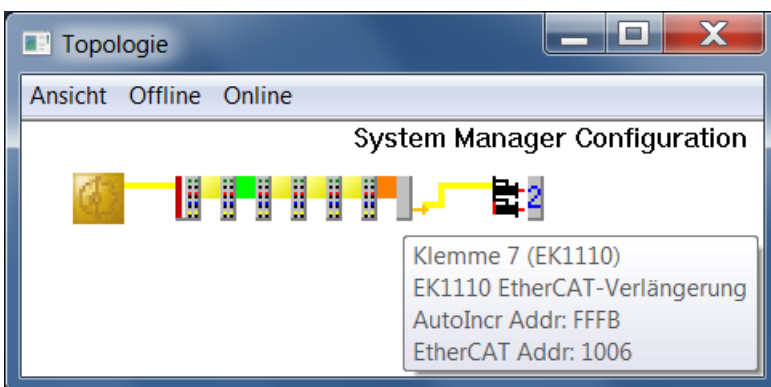 Topologie
Ansicht Offline Online
System Manager Configuration
2
Klemme 7 (EK1110)
EK1110 EtherCAT-Verlängerung
AutoIncr Addr: FFFB
EtherCAT Addr: 1006